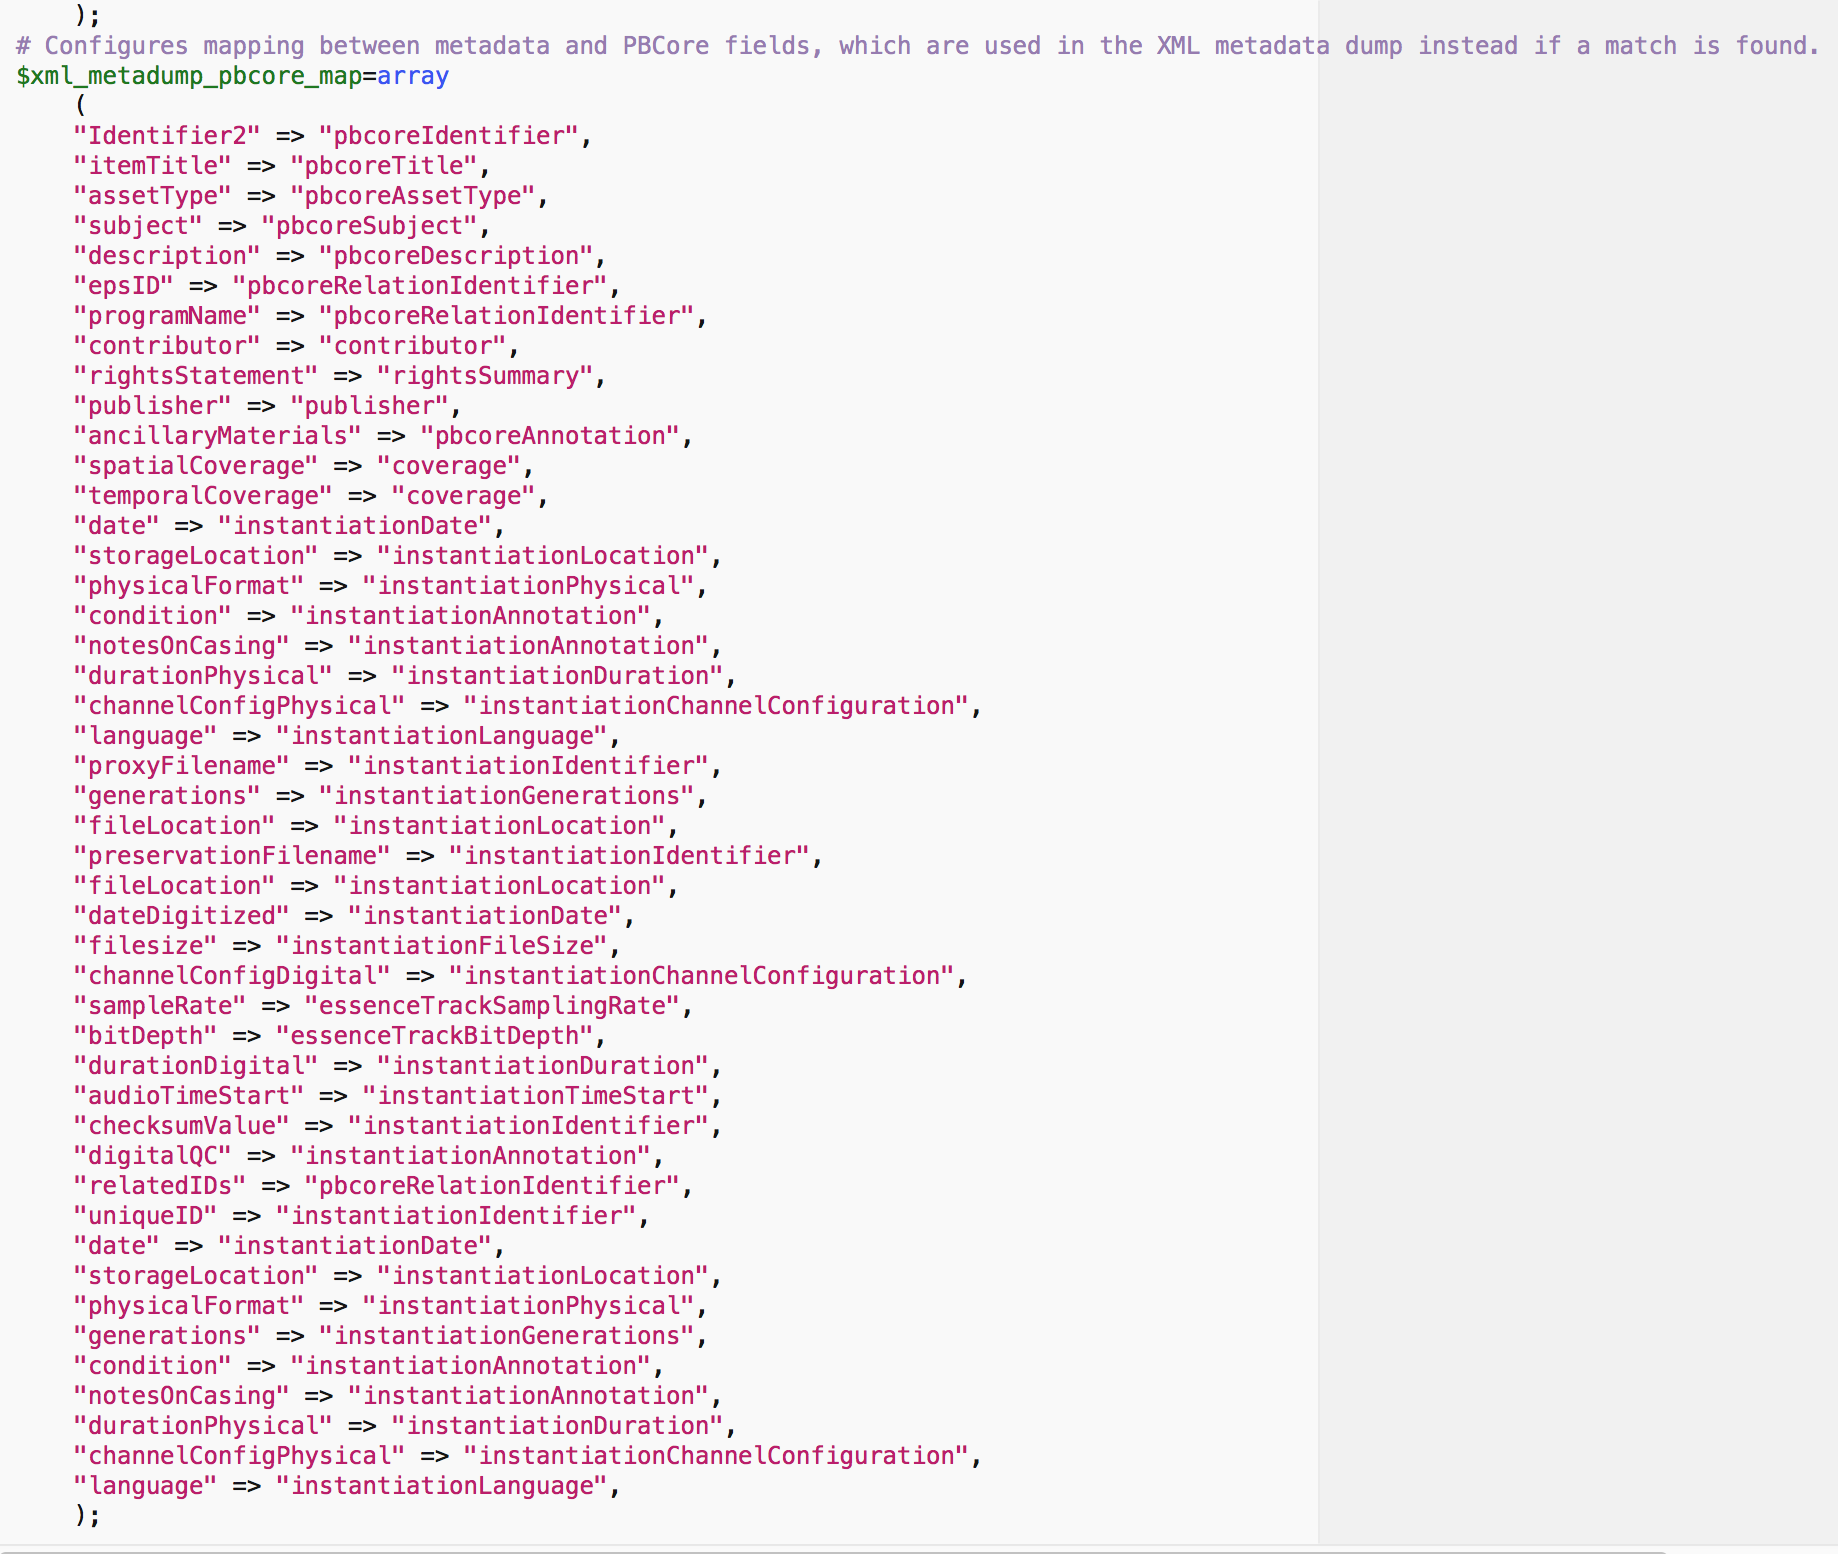 );
# Configures mapping between metadata and PBCore fields, which are used in the XML metadata dump instead if a match is found.
$xml_metadump_pbcore_map=array
(
"Identifier2" => "pbcoreIdentifier",
"itemTitle" => "pbcoreTitle",
"assetType" => "pbcoreAssetType",
"subject" => "pbcoreSubject",
"description" => "pbcoreDescription",
"epsID" => "pbcoreRelationIdentifier",
"programName" => "pbcoreRelationIdentifier",
"contributor" => "contributor",
"rightsStatement" => "rightsSummary",
"publisher" => "publisher",
"ancillaryMaterials" => "pbcoreAnnotation",
"spatialCoverage" => "coverage",
"temporalCoverage" => "coverage",
"date" => "instantiationDate",
"storageLocation" => "instantiationLocation",
"physicalFormat" => "instantiationPhysical",
"condition" => "instantiationAnnotation",
"notesOnCasing" => "instantiationAnnotation",
"durationPhysical" => "instantiationDuration",
"channelConfigPhysical" => "instantiationChannelConfiguration",
"language" => "instantiationLanguage",
"proxyFilename" => "instantiationIdentifier",
"generations" => "instantiationGenerations",
"fileLocation" => "instantiationLocation",
"preservationFilename" => "instantiationIdentifier",
"fileLocation" => "instantiationLocation",
"dateDigitized" => "instantiationDate",
"filesize" => "instantiationFileSize",
"channelConfigDigital" => "instantiationChannelConfiguration",
"sampleRate" => "essenceTrackSamplingRate",
"bitDepth" => "essenceTrackBitDepth",
"durationDigital" => "instantiationDuration",
"audioTimeStart" => "instantiationTimeStart",
"checksumValue" => "instantiationIdentifier",
"digitalQC" => "instantiationAnnotation",
"relatedIDs" => "pbcoreRelationIdentifier",
"uniqueID" => "instantiationIdentifier",
"date" => "instantiationDate",
"storageLocation" => "instantiationLocation",
"physicalFormat" => "instantiationPhysical",
"generations" => "instantiationGenerations",
"condition" => "instantiationAnnotation",
"notesOnCasing" => "instantiationAnnotation",
"durationPhysical" => "instantiationDuration",
"channelConfigPhysical" => "instantiationChannelConfiguration",
"language" => "instantiationLanguage",
);